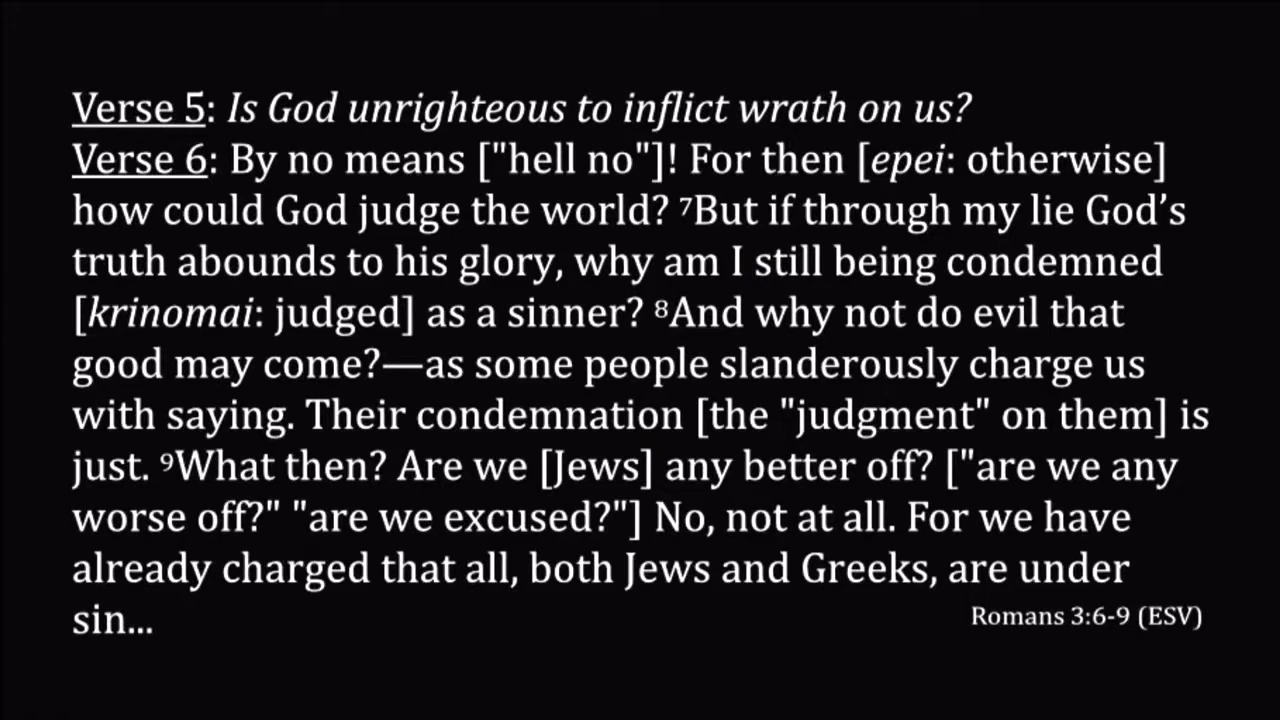 Verse 5: Is God unrighteous to inflict wrath on us?
Verse 6: By no means ["hell no"]! For then [epei: otherwise]
how could God judge the world? ⁷But if through my lie God’s
truth abounds to his glory, why am I still being condemned
[krinomai: judged] as a sinner? ⁸And why not do evil that
good may come?—as some people slanderously charge us
with saying. Their condemnation [the "judgment" on them] is
just. ⁹What then? Are we [Jews] any better off? ["are we any
worse off?" "are we excused?"] No, not at all. For we have
already charged that all, both Jews and Greeks, are under
sin...
Romans 3:6-9 (ESV)